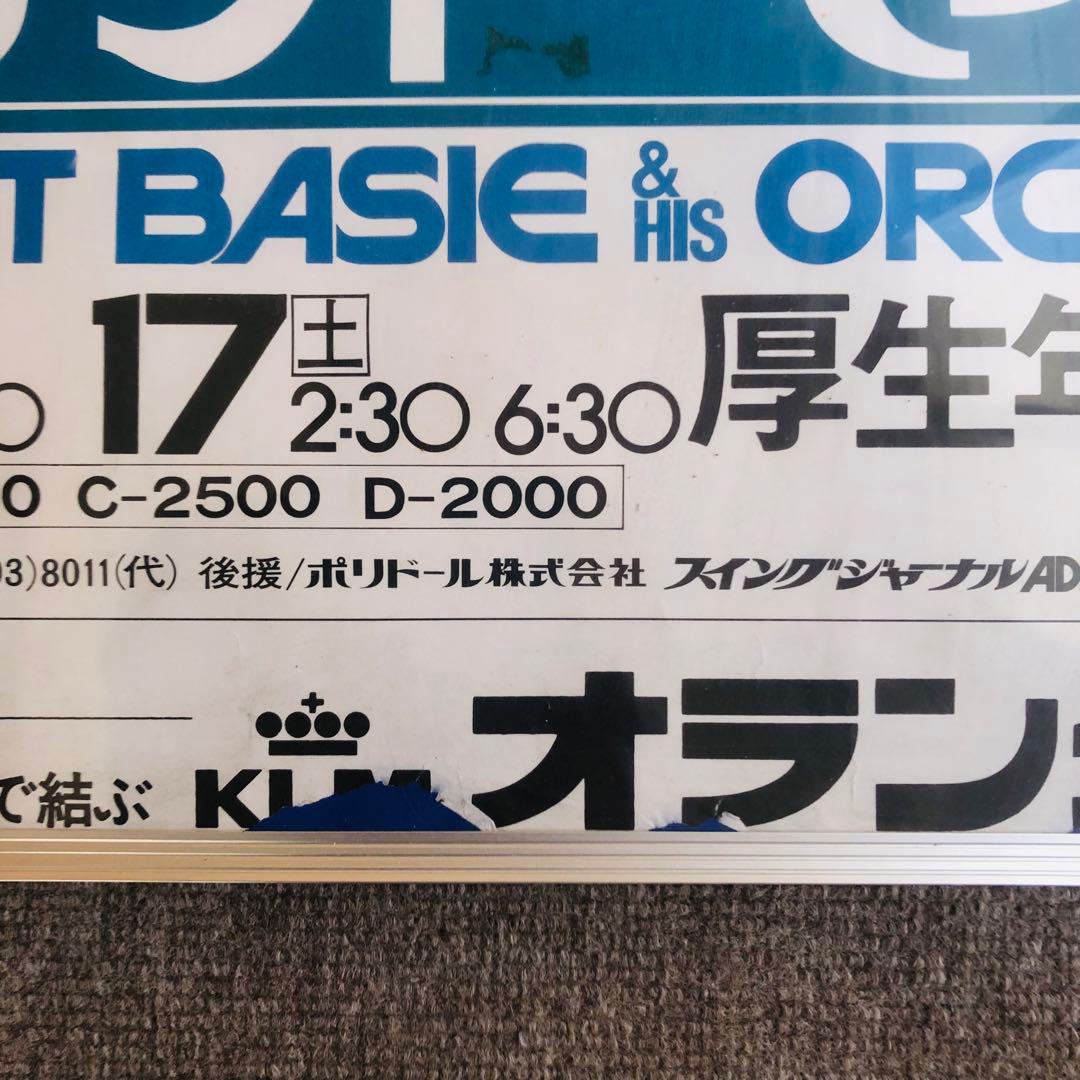 T BASIE & HIS ORC
17 土 2:30 6:30 厚生年
0 C-2500 D-2000
03)8011(代) 後援/ポリドール株式会社 スイングジャーナル AD
で結ぶ KLM オラン